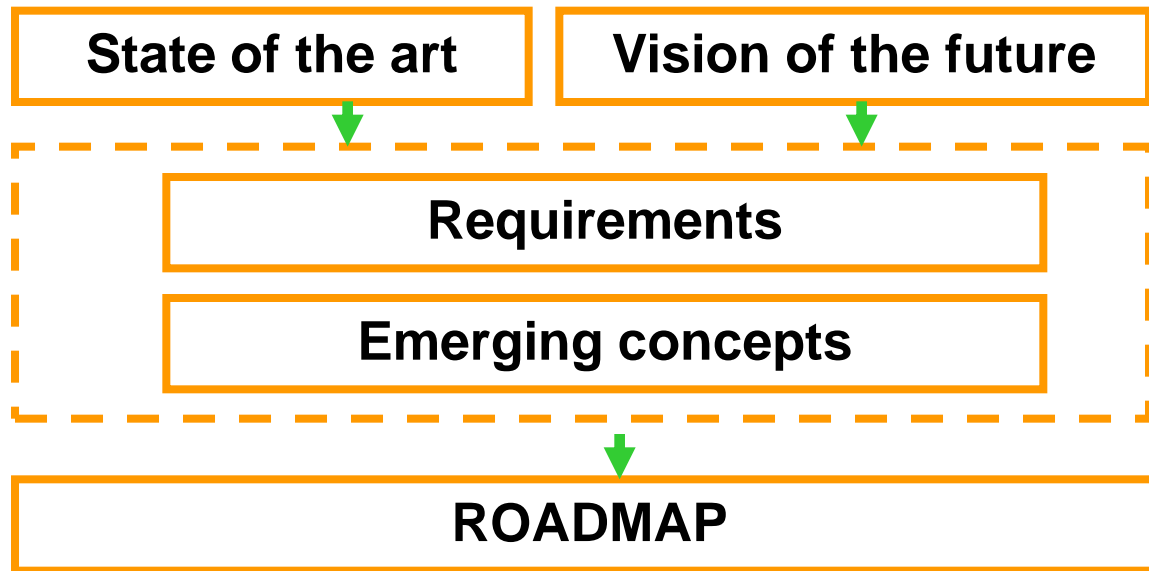 State of the art
Vision of the future
Requirements
Emerging concepts
ROADMAP